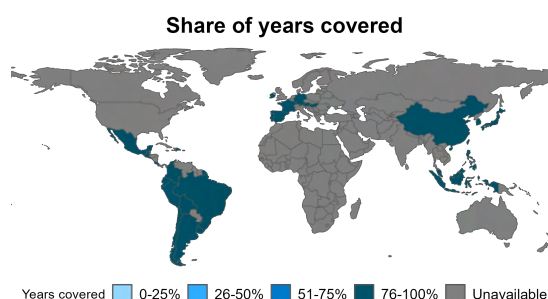 Share of years covered
Years covered 0-25% 26-50% 51-75% 76-100% Unavailable